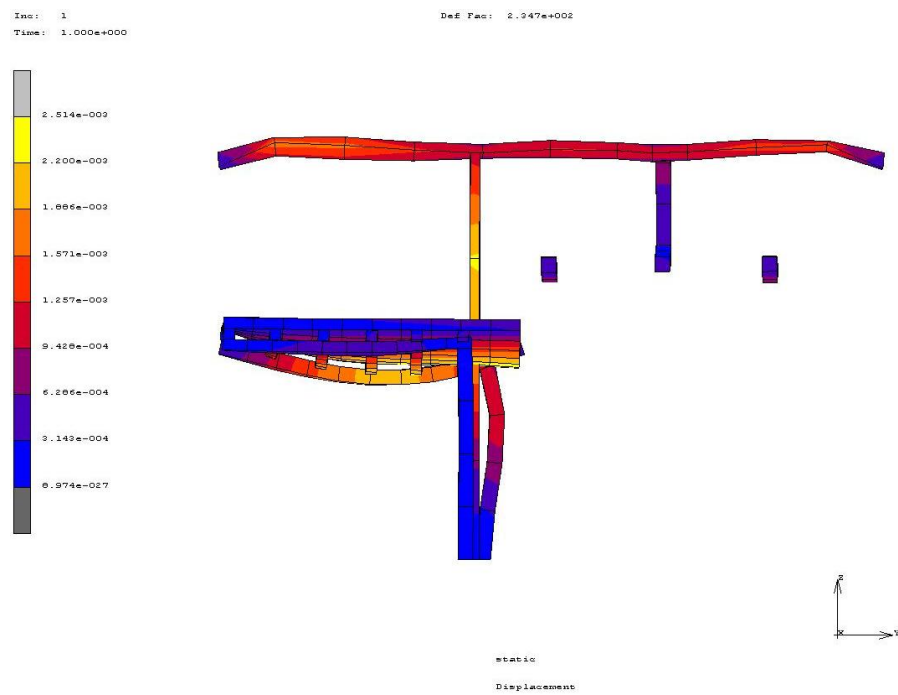 Inc: 1
Def Fac: 2.347e+002
Time: 1.000e+000
2.514e-003
2.200e-003
1.886e-003
1.571e-003
1.257e-003
9.428e-004
6.286e-004
3.143e-004
8.974e-027
Z
X
Y
static
Displacement